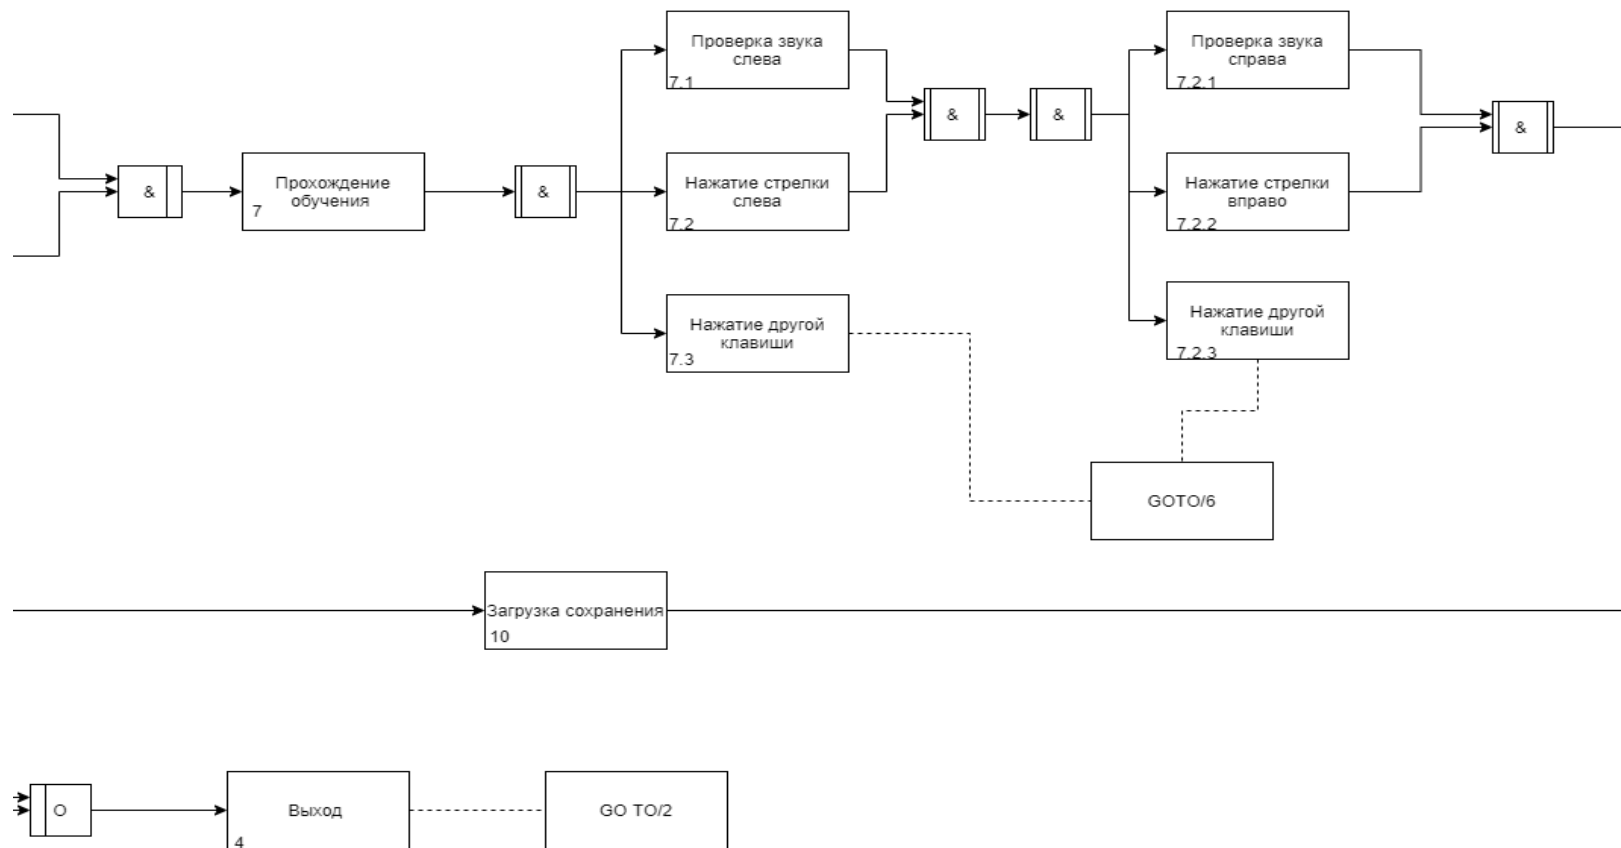 Проверка звука
слева
7.1
&
&
Проверка звука
справа
7.2.1
&
&
Прохождение
обучения
7
&
Нажатие стрелки
слева
7.2
Нажатие стрелки
вправо
7.2.2
Нажатие другой
клавиши
7.3
Нажатие другой
клавиши
7.2.3
GOTO/6
Загрузка сохранения
10
O
Выход
4
GO TO/2